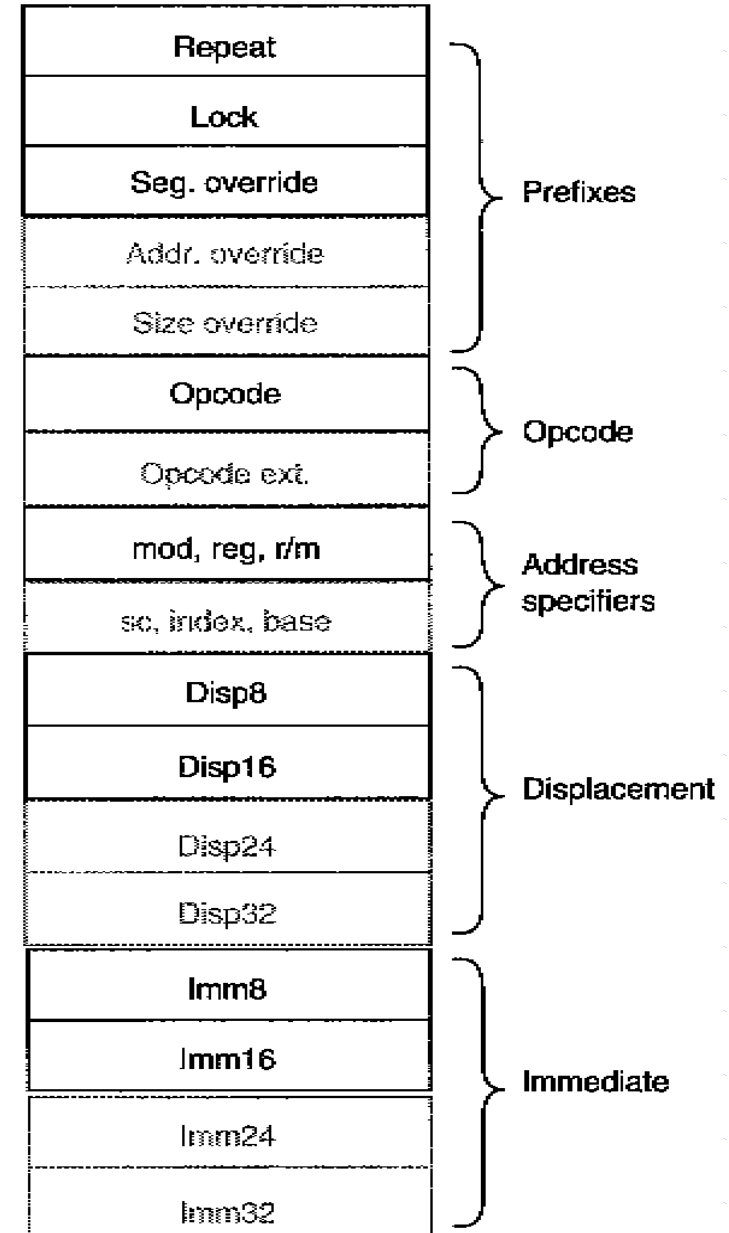 Repeat
Lock
Seg. override
Addr. override
Size override
Prefixes
Opcode
Opcode ext.
Opcode
mod, reg, r/m
sc, index, base
Address
specifiers
Disp8
Disp16
Disp24
Disp32
Displacement
Imm8
Imm16
Imm24
Imm32
Immediate